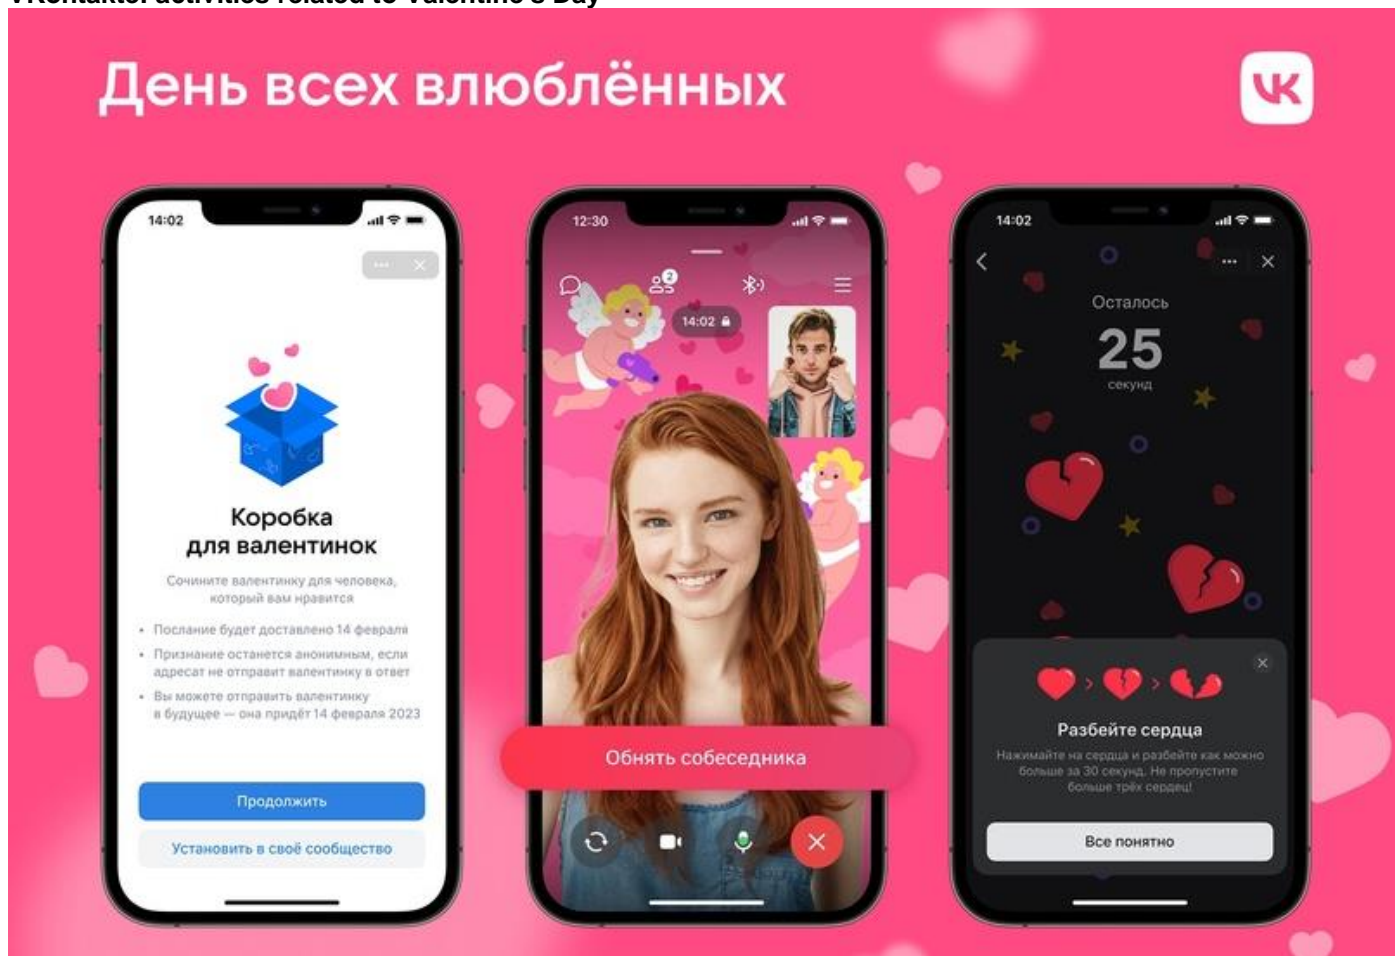 VKontakte: activities related to Valentine's Day
День всех влюблённых
VK
14:02
Коробка
для валентинок
Сочините валентинку для человека,
который вам нравится
• Послание будет доставлено 14 февраля
• Признание останется анонимным, если
адресат не отправит валентинку в ответ
• Вы можете отправить валентинку
в будущее — она придёт 14 февраля 2023
Продолжить
Установить в своё сообщество
12:30
2
14:02
Обнять собеседника
14:02
Осталось
25
секунд
Разбейте сердца
Нажимайте на сердца и разбейте как можно
больше за 30 секунд. Не пропустите
больше трёх сердец!
Все понятно